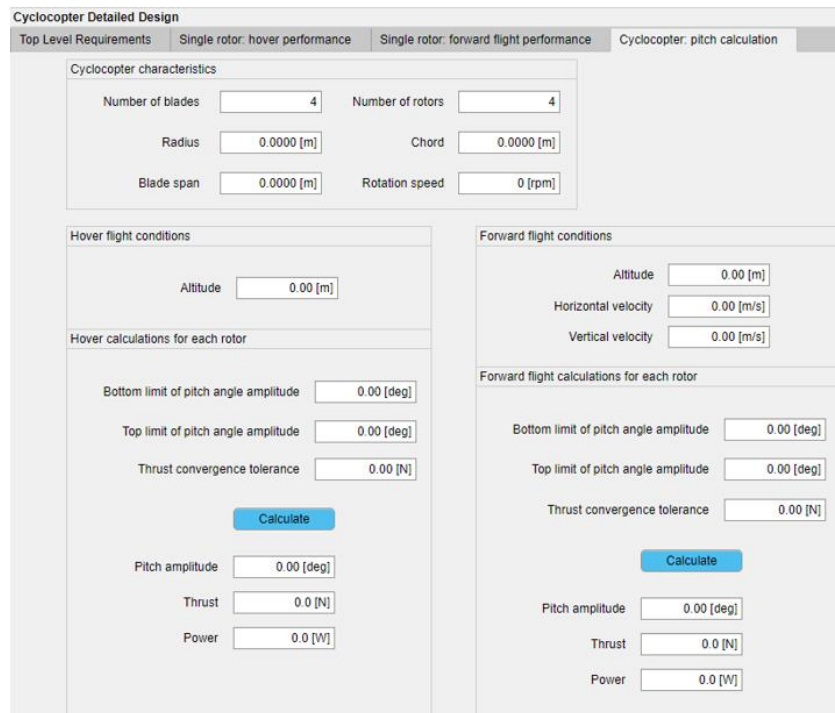 Cyclocopter Detailed Design
Top Level Requirements Single rotor: hover performance Single rotor: forward flight performance Cyclocopter: pitch calculation
Cyclocopter characteristics
Number of blades 4 Number of rotors 4
Radius 0.0000 [m] Chord 0.0000 [m]
Blade span 0.0000 [m] Rotation speed 0 [rpm]
Hover flight conditions
Altitude 0.00 [m]
Hover calculations for each rotor
Bottom limit of pitch angle amplitude 0.00 [deg]
Top limit of pitch angle amplitude 0.00 [deg]
Thrust convergence tolerance 0.00 [N]
Calculate
Pitch amplitude 0.00 [deg]
Thrust 0.0 [N]
Power 0.0 [W]
Forward flight conditions
Altitude 0.00 [m]
Horizontal velocity 0.00 [m/s]
Vertical velocity 0.00 [m/s]
Forward flight calculations for each rotor
Bottom limit of pitch angle amplitude 0.00 [deg]
Top limit of pitch angle amplitude 0.00 [deg]
Thrust convergence tolerance 0.00 [N]
Calculate
Pitch amplitude 0.00 [deg]
Thrust 0.0 [N]
Power 0.0 [W]